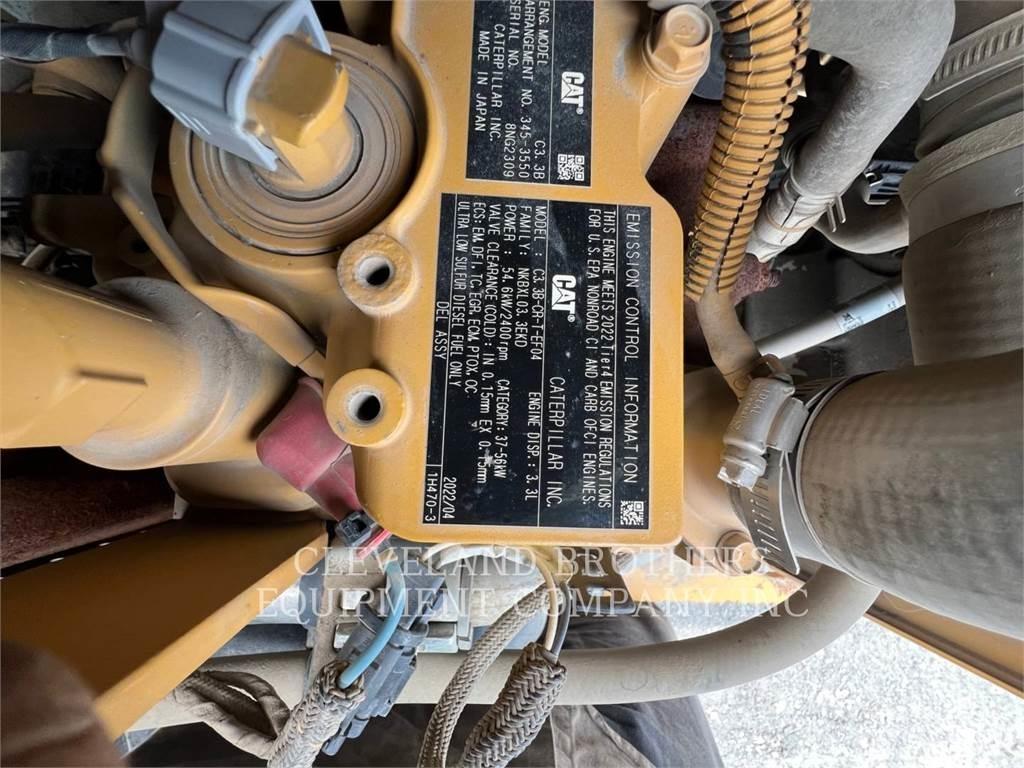 ENG.MODEL C3.3B
ARRANGEMENT NO. 345-3550
SERIAL NO. 8NG2309
CATERPILLAR INC.
MADE IN JAPAN
CAT®
EMISSION CONTROL INFORMATION
THIS ENGINE MEETS 2022 Tier4 EMISSION REGULATIONS
FOR U.S.EPA NONROAD CI AND CARB OFCI ENGINES.
CAT® CATERPILLAR INC.
MODEL : C3.3B-CR-T-EF04 ENGINE DISP.: 3.3L
FAMILY: NKBXL03.3EKD
POWER : 54.6kW/2400rpm CATEGORY: 37-56kW
VALVE CLEARANCE(COLD): IN 0.15mm EX 0.15mm
ECS: EM, DFI, TC, EGR, ECM, PTOX, OC
ULTRA LOW SULFUR DIESEL FUEL ONLY
DEL ASSY
2022/04
1H470-3
CLEVELAND BROTHERS
EQUIPMENT COMPANY, INC